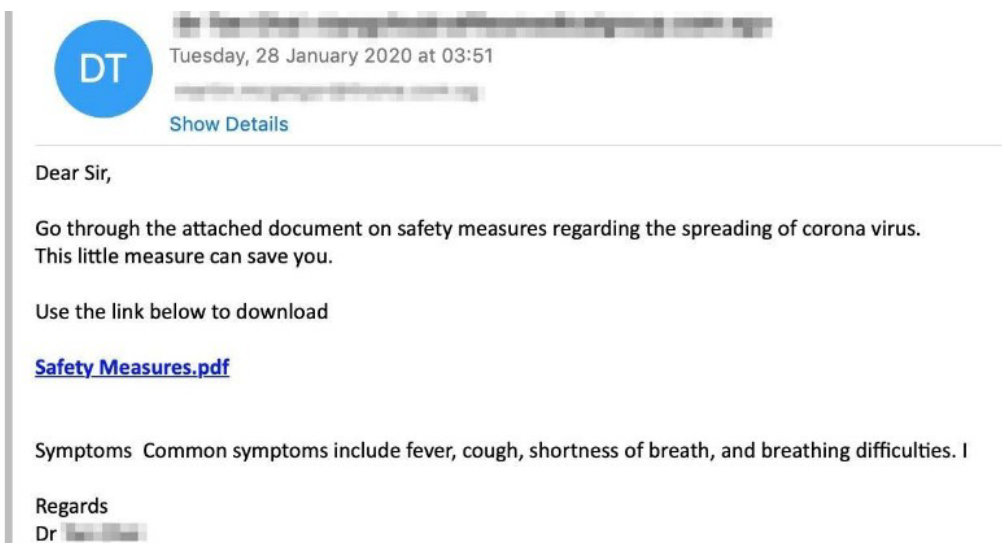 DT
Tuesday, 28 January 2020 at 03:51
Show Details
Dear Sir,
Go through the attached document on safety measures regarding the spreading of corona virus.
This little measure can save you.
Use the link below to download
Safety Measures.pdf
Symptoms  Common symptoms include fever, cough, shortness of breath, and breathing difficulties. I
Regards
Dr